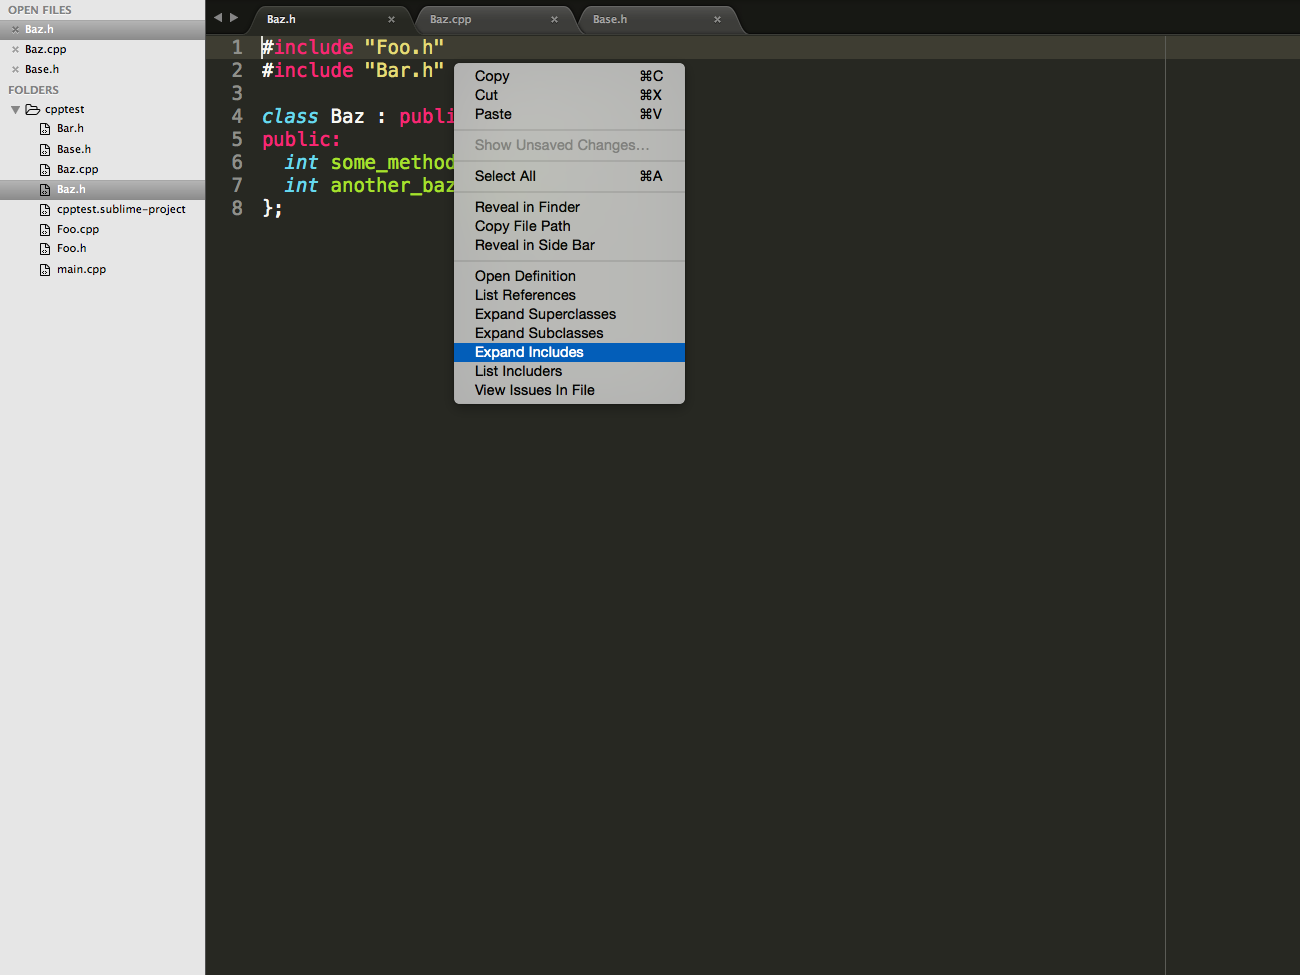 OPEN FILES
Baz.h
Baz.cpp
Base.h
FOLDERS
cpptest
Bar.h
Base.h
Baz.cpp
Baz.h
cpptest.sublime-project
Foo.cpp
Foo.h
main.cpp
Baz.h
Baz.cpp
Base.h
1 #include "Foo.h"
2 #include "Bar.h"
3
4 class Baz : publi
5 public:
6 int some_method
7 int another_baz
8 };
Copy ⌘C
Cut ⌘X
Paste ⌘V
Show Unsaved Changes...
Select All ⌘A
Reveal in Finder
Copy File Path
Reveal in Side Bar
Open Definition
List References
Expand Superclasses
Expand Subclasses
Expand Includes
List Includers
View Issues In File